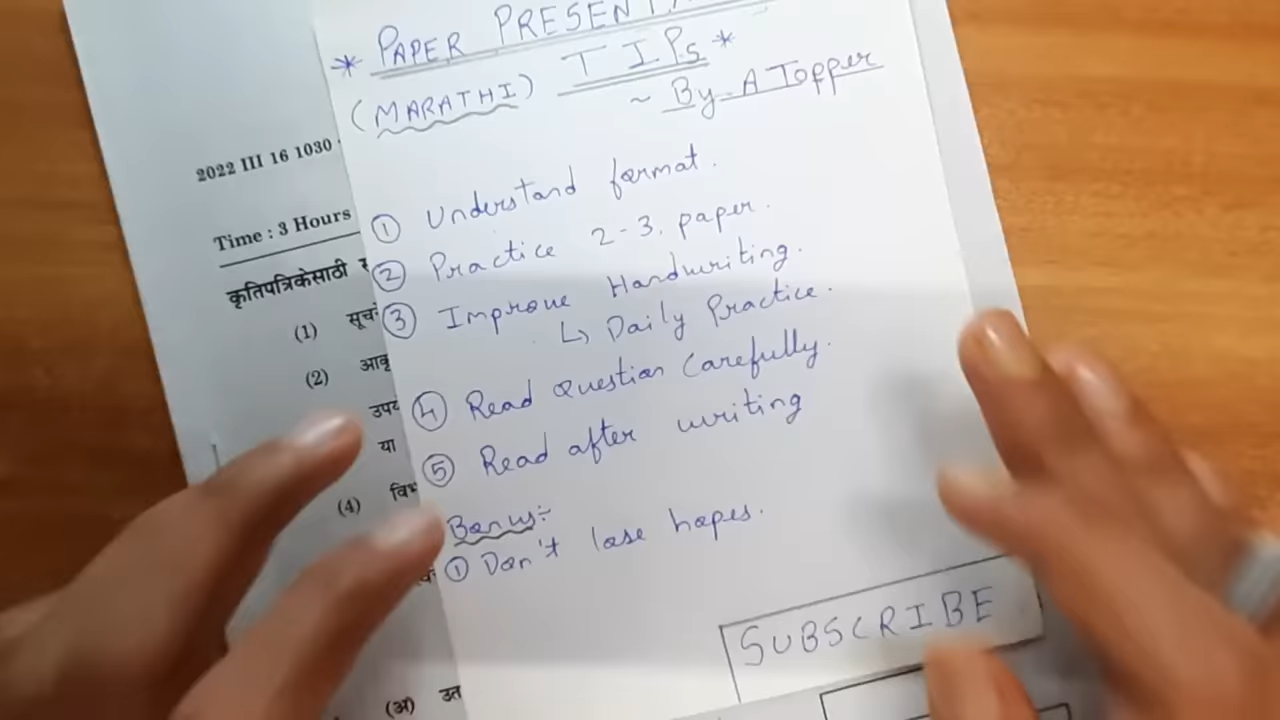 * PAPER PRESENTA
TIPs *
(MARATHI)
~ By A Topper
2022 III 16 1030
Time : 3 Hours
कृतिपत्रिकेसाठी
(1)
(2)
उपय
या
(4)
(अ) उत
① Understand format.
② Practice 2-3. paper.
③ Improve Handwriting.
↳ Daily Practice.
④ Read Question Carefully.
⑤ Read after writing
Bonus:-
① Don't lose hopes.
SUBSCRIBE